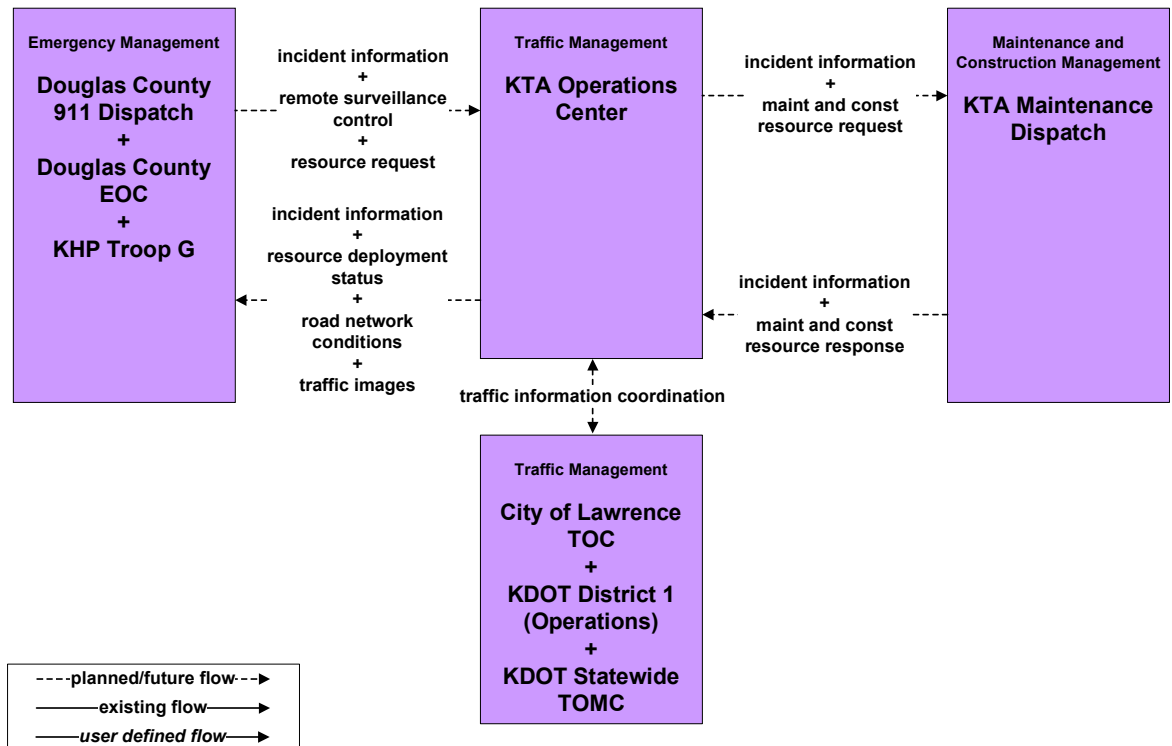 Emergency Management
Douglas County
911 Dispatch
+
Douglas County
EOC
+
KHP Troop G
incident information
+
remote surveillance
control
+
resource request
incident information
+
resource deployment
status
+
road network
conditions
+
traffic images
Traffic Management
KTA Operations
Center
incident information
+
maint and const
resource request
incident information
+
maint and const
resource response
Maintenance and
Construction Management
KTA Maintenance
Dispatch
traffic information coordination
Traffic Management
City of Lawrence
TOC
+
KDOT District 1
(Operations)
+
KDOT Statewide
TOMC
planned/future flow
existing flow
user defined flow